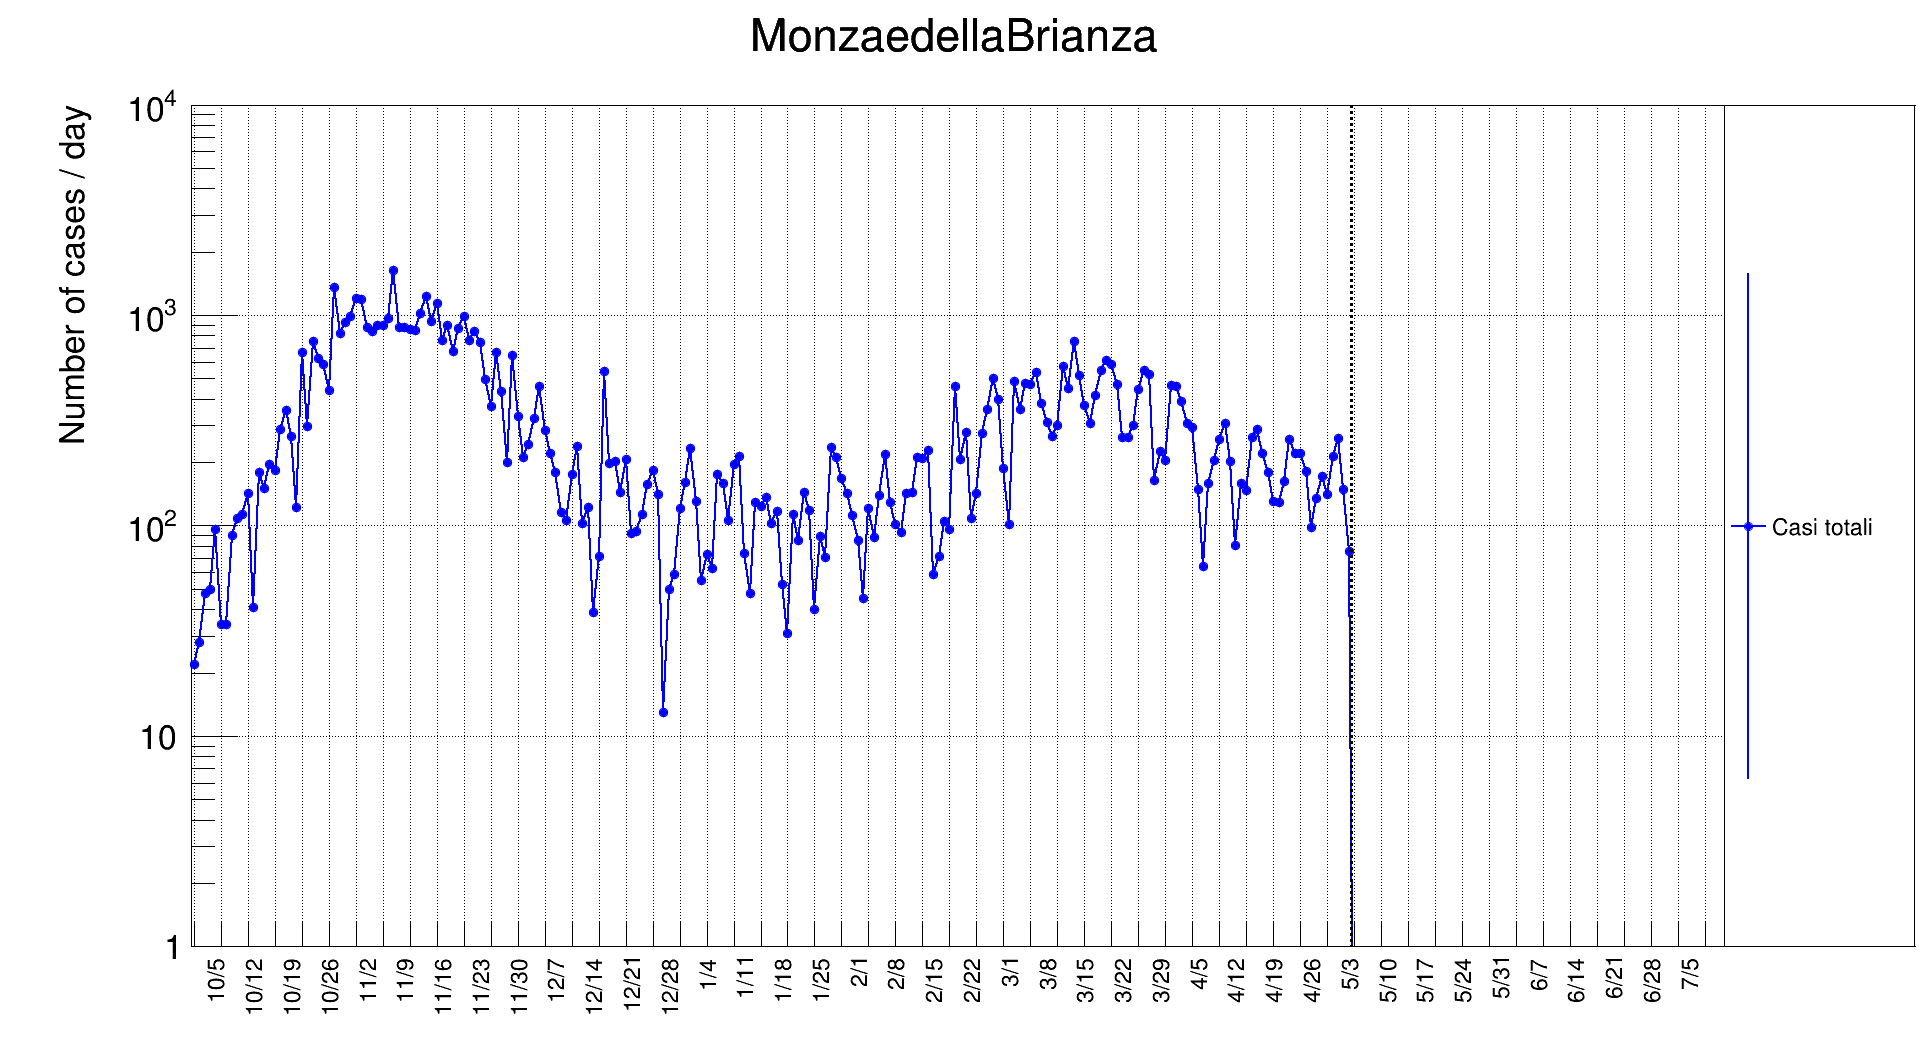 MonzaedellaBrianza
Number of cases / day
10^4
10^3
10^2
10
1
10/5 10/12 10/19 10/26 11/2 11/9 11/16 11/23 11/30 12/7 12/14 12/21 12/28 1/4 1/11 1/18 1/25 2/1 2/8 2/15 2/22 3/1 3/8 3/15 3/22 3/29 4/5 4/12 4/19 4/26 5/3 5/10 5/17 5/24 5/31 6/7 6/14 6/21 6/28 7/5
Casi totali